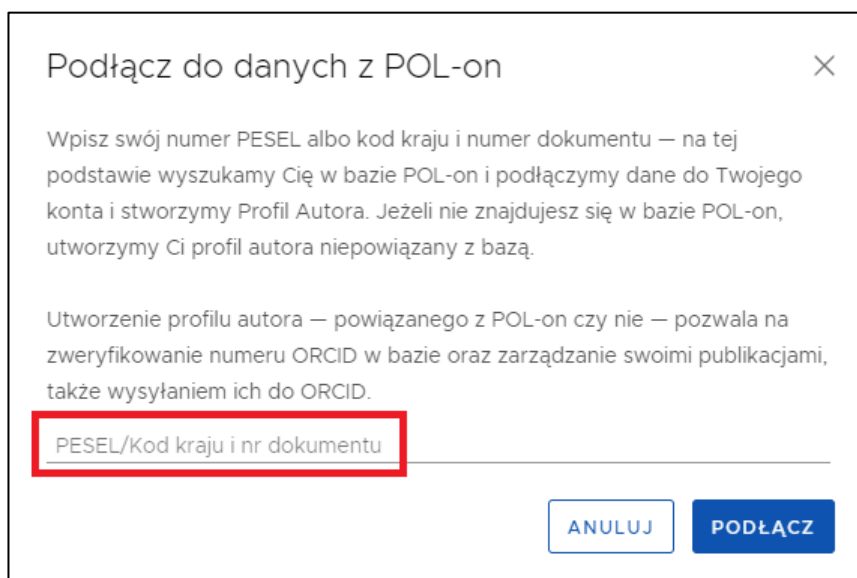 Podłącz do danych z POL-on
Wpisz swój numer PESEL albo kod kraju i numer dokumentu — na tej
podstawie wyszukamy Cię w bazie POL-on i podłączymy dane do Twojego
konta i stworzymy Profil Autora. Jeżeli nie znajdujesz się w bazie POL-on,
utworzymy Ci profil autora niepowiązany z bazą.
Utworzenie profilu autora — powiązanego z POL-on czy nie — pozwala na
zweryfikowanie numeru ORCID w bazie oraz zarządzanie swoimi publikacjami,
także wysyłaniem ich do ORCID.
PESEL/Kod kraju i nr dokumentu
ANULUJ PODŁĄCZ